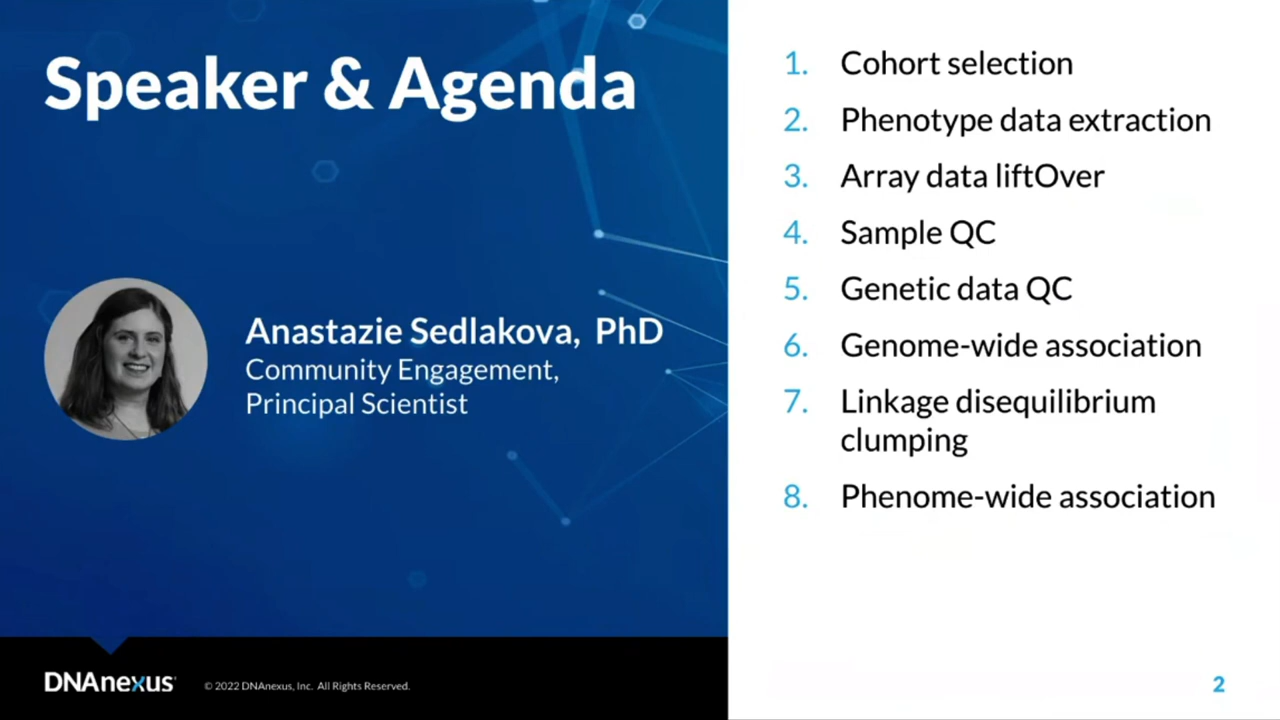 Speaker & Agenda
Anastazie Sedlakova, PhD
Community Engagement,
Principal Scientist
1. Cohort selection
2. Phenotype data extraction
3. Array data liftOver
4. Sample QC
5. Genetic data QC
6. Genome-wide association
7. Linkage disequilibrium
clumping
8. Phenome-wide association
DNAnexus
© 2022 DNAnexus, Inc. All Rights Reserved.
2